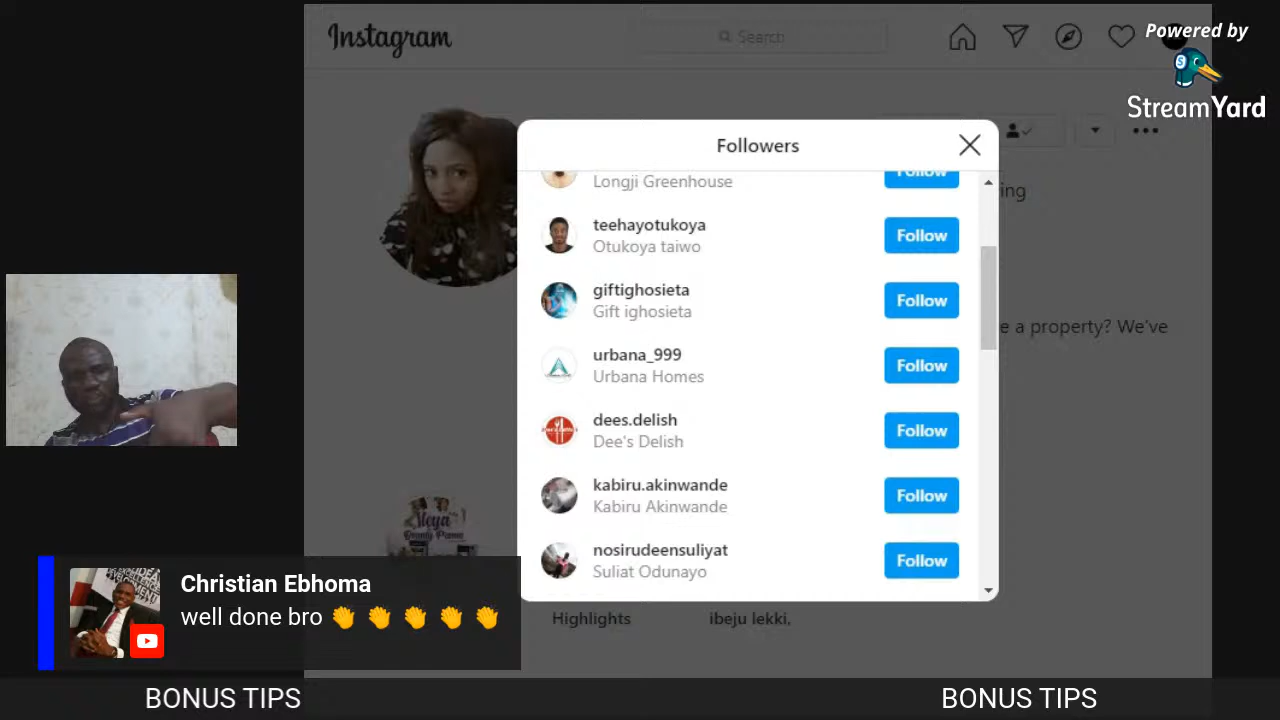 Instagram
Search
Powered by
StreamYard
Followers
Longji Greenhouse
Follow
ing
teehayotukoya
Otukoya taiwo
Follow
giftighosieta
Gift ighosieta
Follow
e a property? We've
urbana_999
Urbana Homes
Follow
dees.delish
Dee's Delish
Follow
kabiru.akinwande
Kabiru Akinwande
Follow
nosirudeensuliyat
Suliat Odunayo
Follow
Christian Ebhoma
well done bro 👏 👏 👏 👏 👏
Highlights
ibeju lekki,
BONUS TIPS
BONUS TIPS